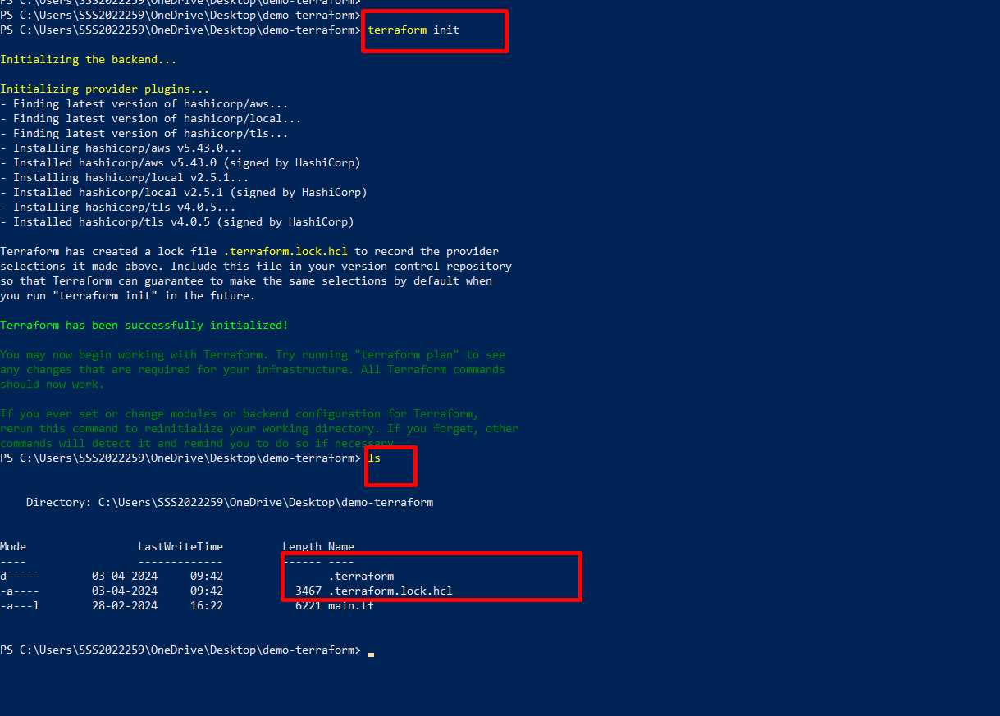 PS C:\Users\SSS2022259\OneDrive\Desktop\demo-terraform>
PS C:\Users\SSS2022259\OneDrive\Desktop\demo-terraform>
PS C:\Users\SSS2022259\OneDrive\Desktop\demo-terraform> terraform init
Initializing the backend...
Initializing provider plugins...
- Finding latest version of hashicorp/aws...
- Finding latest version of hashicorp/local...
- Finding latest version of hashicorp/tls...
- Installing hashicorp/aws v5.43.0...
- Installed hashicorp/aws v5.43.0 (signed by HashiCorp)
- Installing hashicorp/local v2.5.1...
- Installed hashicorp/local v2.5.1 (signed by HashiCorp)
- Installing hashicorp/tls v4.0.5...
- Installed hashicorp/tls v4.0.5 (signed by HashiCorp)
Terraform has created a lock file .terraform.lock.hcl to record the provider
selections it made above. Include this file in your version control repository
so that Terraform can guarantee to make the same selections by default when
you run "terraform init" in the future.
Terraform has been successfully initialized!
You may now begin working with Terraform. Try running "terraform plan" to see
any changes that are required for your infrastructure. All Terraform commands
should now work.
If you ever set or change modules or backend configuration for Terraform,
rerun this command to reinitialize your working directory. If you forget, other
commands will detect it and remind you to do so if necessary.
PS C:\Users\SSS2022259\OneDrive\Desktop\demo-terraform> ls
Directory: C:\Users\SSS2022259\OneDrive\Desktop\demo-terraform
Mode LastWriteTime Length Name
---- ------------- ------ ----
d----- 03-04-2024 09:42 .terraform
-a---- 03-04-2024 09:42 3467 .terraform.lock.hcl
-a---l 28-02-2024 16:22 6221 main.tf
PS C:\Users\SSS2022259\OneDrive\Desktop\demo-terraform>